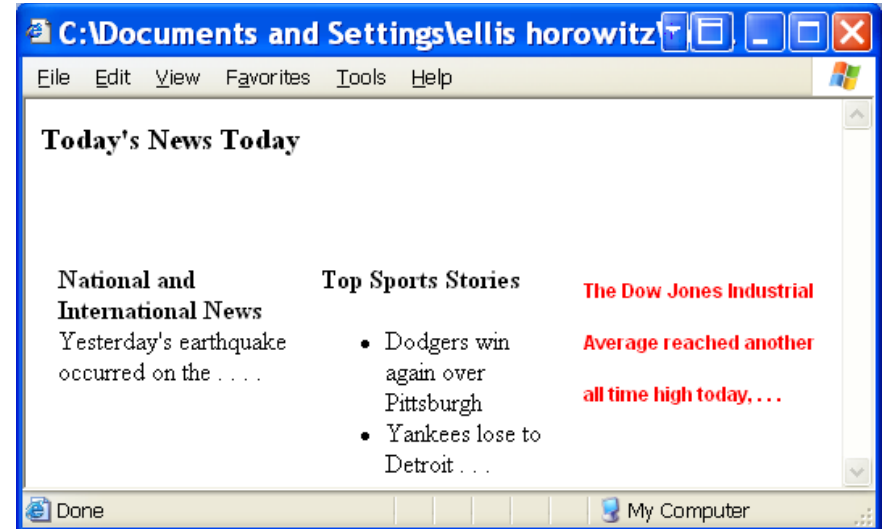 C:\Documents and Settings\ellis horowitz\
File Edit View Favorites Tools Help
Today's News Today
National and
International News
Yesterday's earthquake
occurred on the . . . .
Top Sports Stories
• Dodgers win
again over
Pittsburgh
• Yankees lose to
Detroit . . .
The Dow Jones Industrial
Average reached another
all time high today, . . .
Done
My Computer